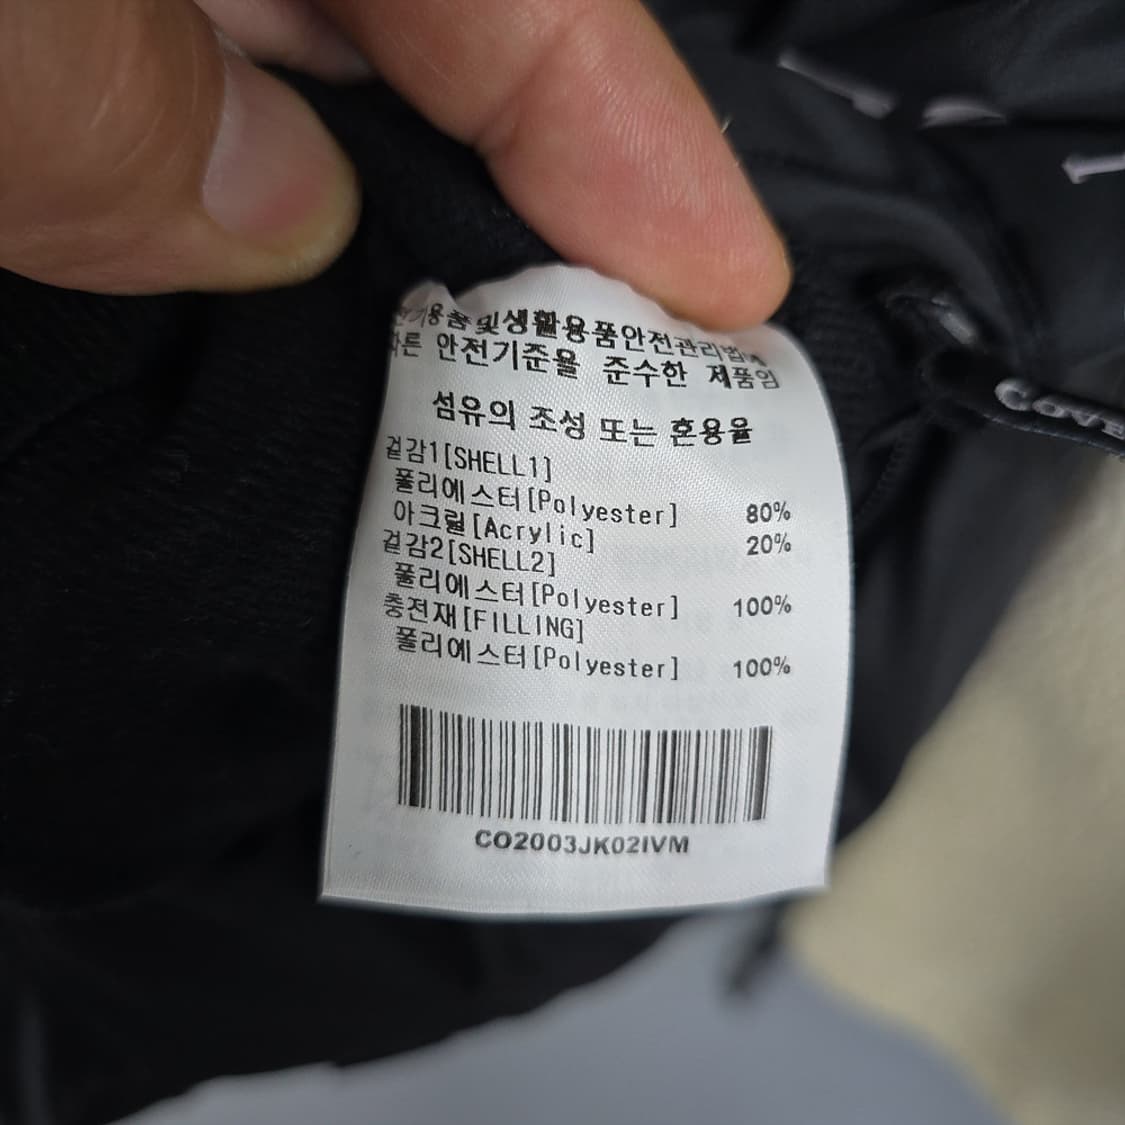 전기용품및생활용품안전관리법에
따른 안전기준을 준수한 제품임
섬유의 조성 또는 혼용율
겉감1[SHELL1]
폴리에스터[Polyester] 80%
아크릴[Acrylic] 20%
겉감2[SHELL2]
폴리에스터[Polyester] 100%
충전재[FILLING]
폴리에스터[Polyester] 100%
CO2003JK02IVM